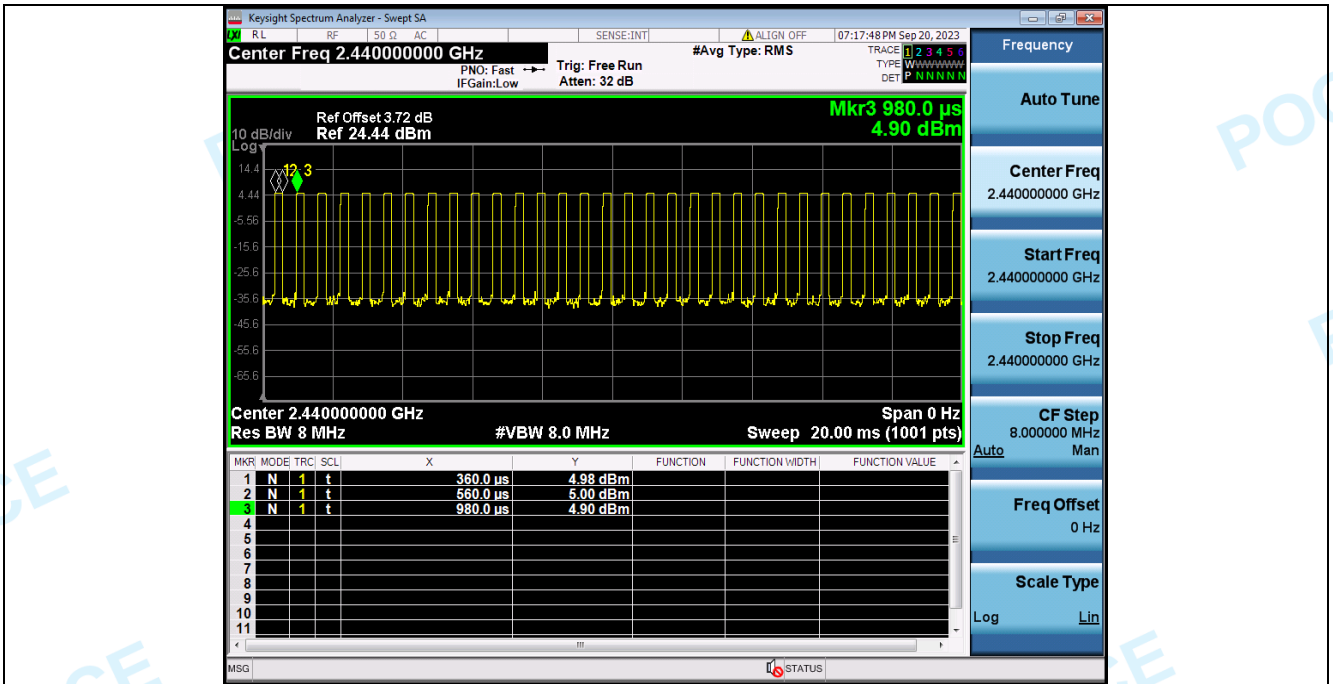 Keysight Spectrum Analyzer - Swept SA
LXI RL RF 50 Ω AC SENSE:INT ALIGN OFF 07:17:48 PM Sep 20, 2023
Center Freq 2.440000000 GHz
PNO: Fast
IFGain:Low
Trig: Free Run
Atten: 32 dB
#Avg Type: RMS
TRACE 1 2 3 4 5 6
TYPE WWWWWW
DET P N N N N N
Ref Offset 3.72 dB
10 dB/div Ref 24.44 dBm
Log
Mkr3 980.0 µs
4.90 dBm
14.4
4.44
-5.56
-15.6
-25.6
-35.6
-45.6
-55.6
-65.6
1 2 3
Center 2.440000000 GHz Span 0 Hz
Res BW 8 MHz #VBW 8.0 MHz Sweep 20.00 ms (1001 pts)
MKR MODE TRC SCL X Y FUNCTION FUNCTION WIDTH FUNCTION VALUE
1 N 1 t 360.0 µs 4.98 dBm
2 N 1 t 560.0 µs 5.00 dBm
3 N 1 t 980.0 µs 4.90 dBm
4
5
6
7
8
9
10
11
MSG STATUS
Frequency
Auto Tune
Center Freq
2.440000000 GHz
Start Freq
2.440000000 GHz
Stop Freq
2.440000000 GHz
CF Step
8.000000 MHz
Auto Man
Freq Offset
0 Hz
Scale Type
Log Lin